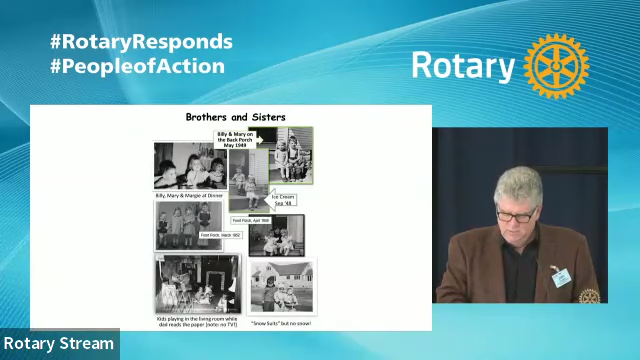 #RotaryResponds
#PeopleofAction
Rotary
Brothers and Sisters
Billy & Mary on
the Back Porch
May 1949
Billy, Mary & Margie at Dinner
Ice Cream
Sep '48
Front Porch, April 1950
Front Porch, March 1952
Kids playing in the living room while
dad reads the paper (note: no TV!)
"Snow Suits" but no snow!
Rotary Stream